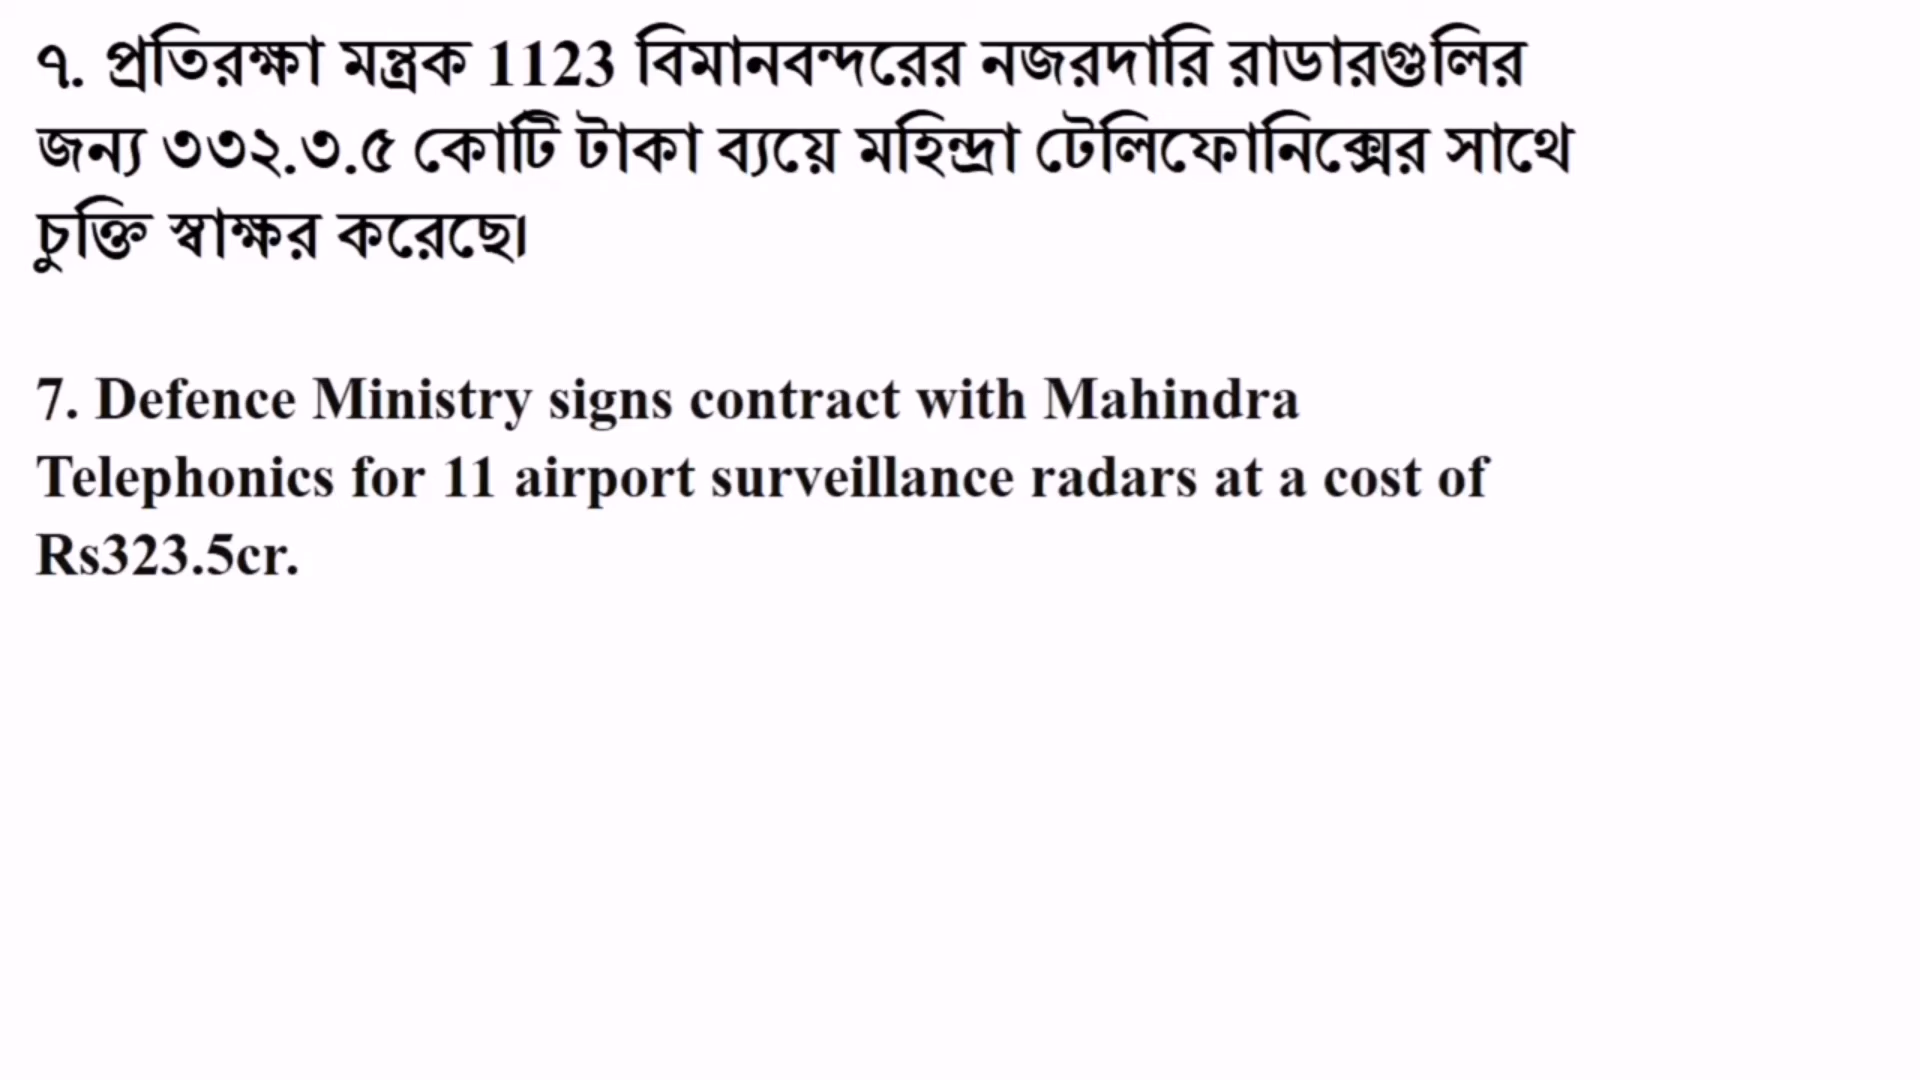 ৭. প্রতিরক্ষা মন্ত্রক 1123 বিমানবন্দরের নজরদারি রাডারগুলির
জন্য ৩৩২.৩.৫ কোটি টাকা ব্যয়ে মহিন্দ্রা টেলিফোনিক্সের সাথে
চুক্তি স্বাক্ষর করেছে।
7. Defence Ministry signs contract with Mahindra
Telephonics for 11 airport surveillance radars at a cost of
Rs323.5cr.